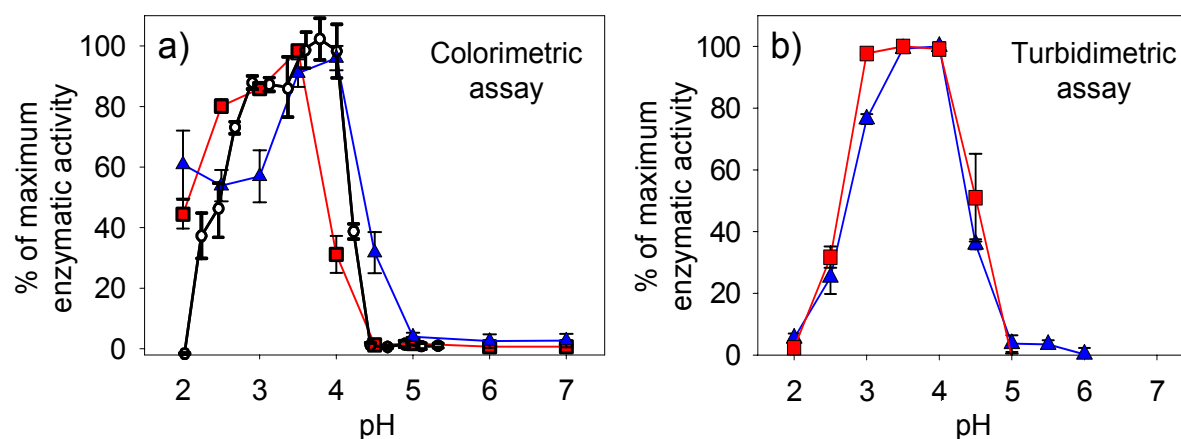 a)
Colorimetric
assay
% of maximum
enzymatic activity
100
80
60
40
20
0
2 3 4 5 6 7
pH
b)
Turbidimetric
assay
% of maximum
enzymatic activity
100
80
60
40
20
0
2 3 4 5 6 7
pH